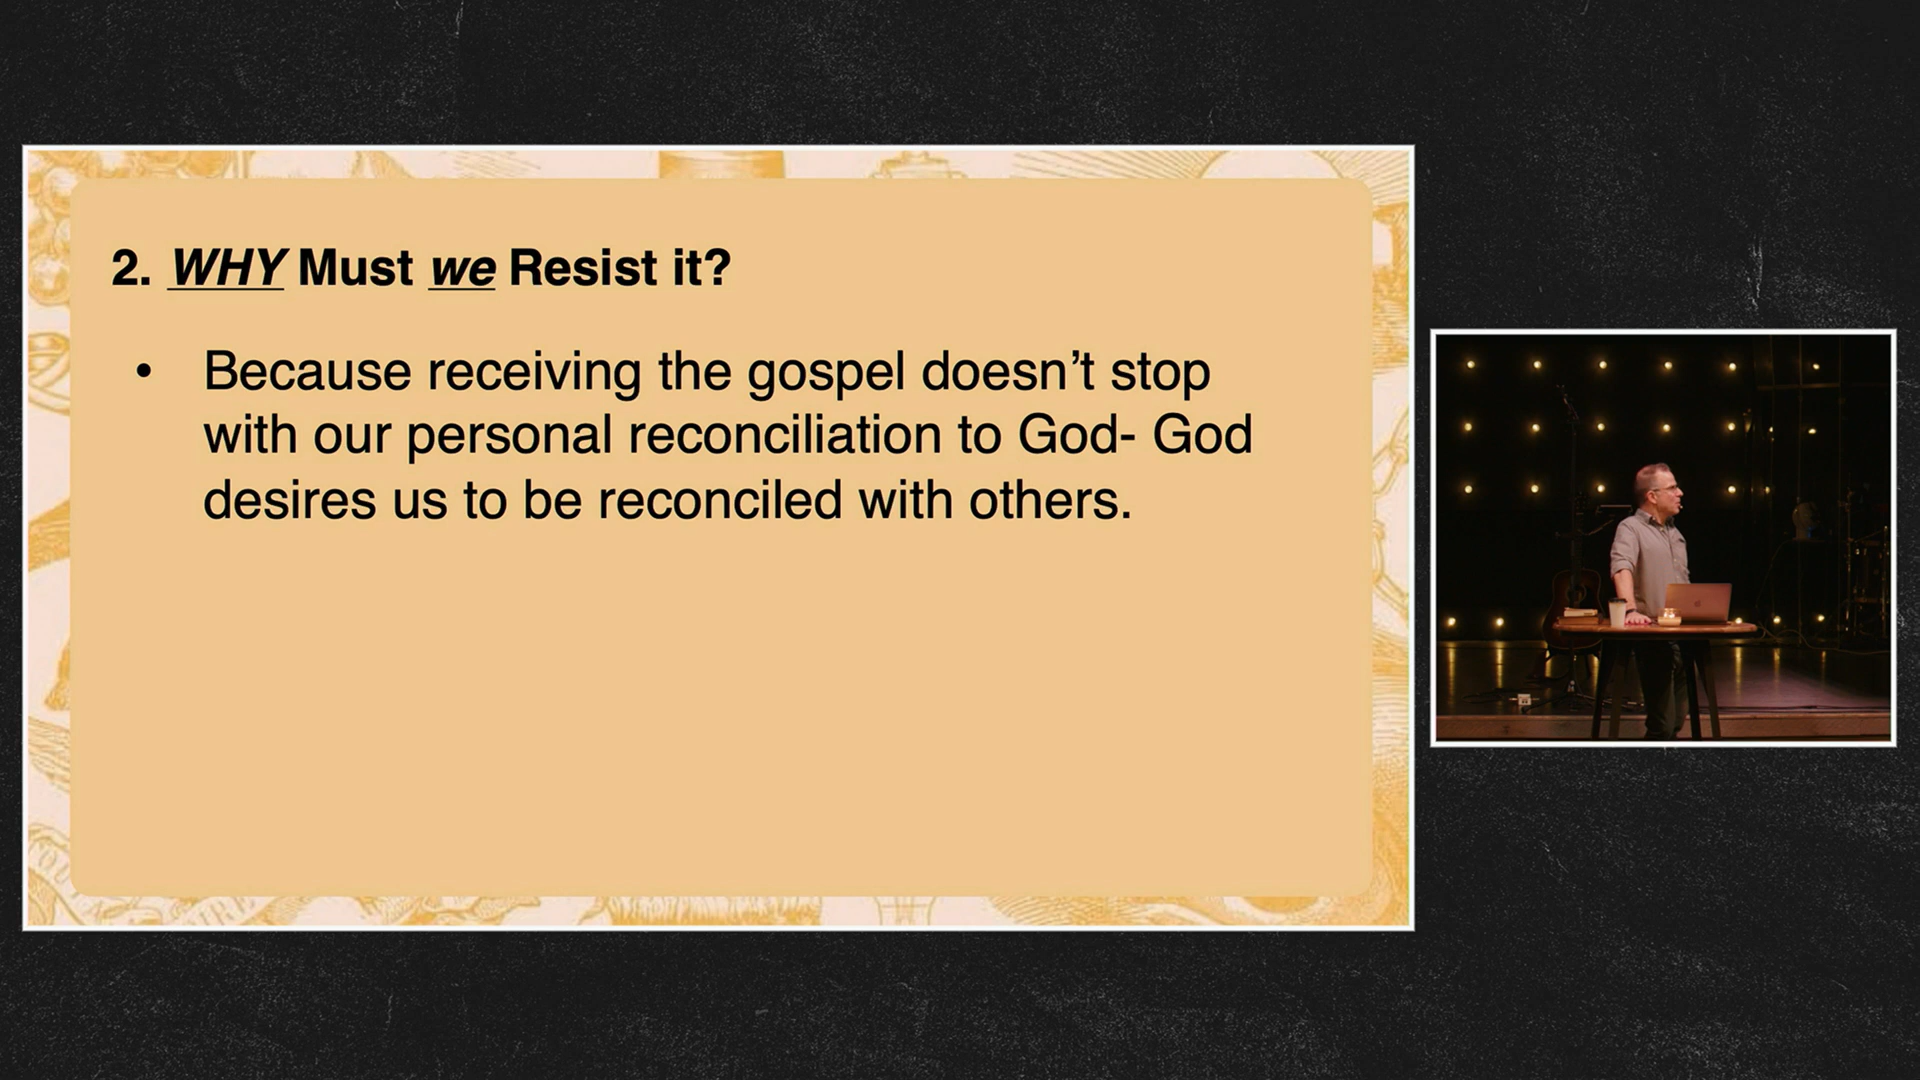 2. WHY Must we Resist it?
• Because receiving the gospel doesn’t stop
with our personal reconciliation to God- God
desires us to be reconciled with others.